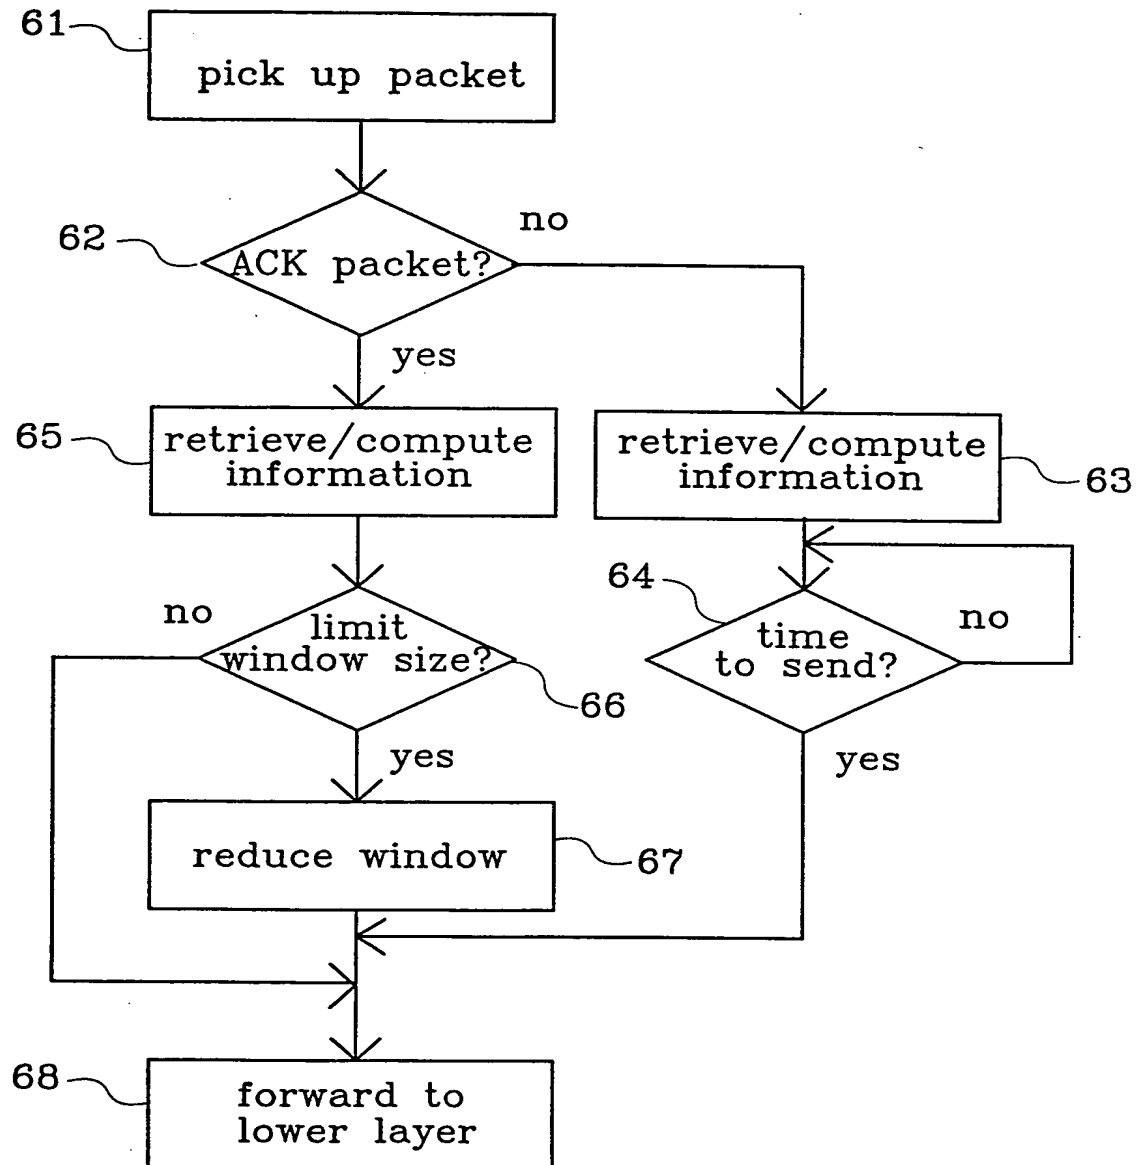 61
pick up packet
62
ACK packet?
no
yes
65
retrieve/compute
information
retrieve/compute
information
63
no
limit
window size?
66
64
time
to send?
no
yes
yes
reduce window
67
68
forward to
lower layer